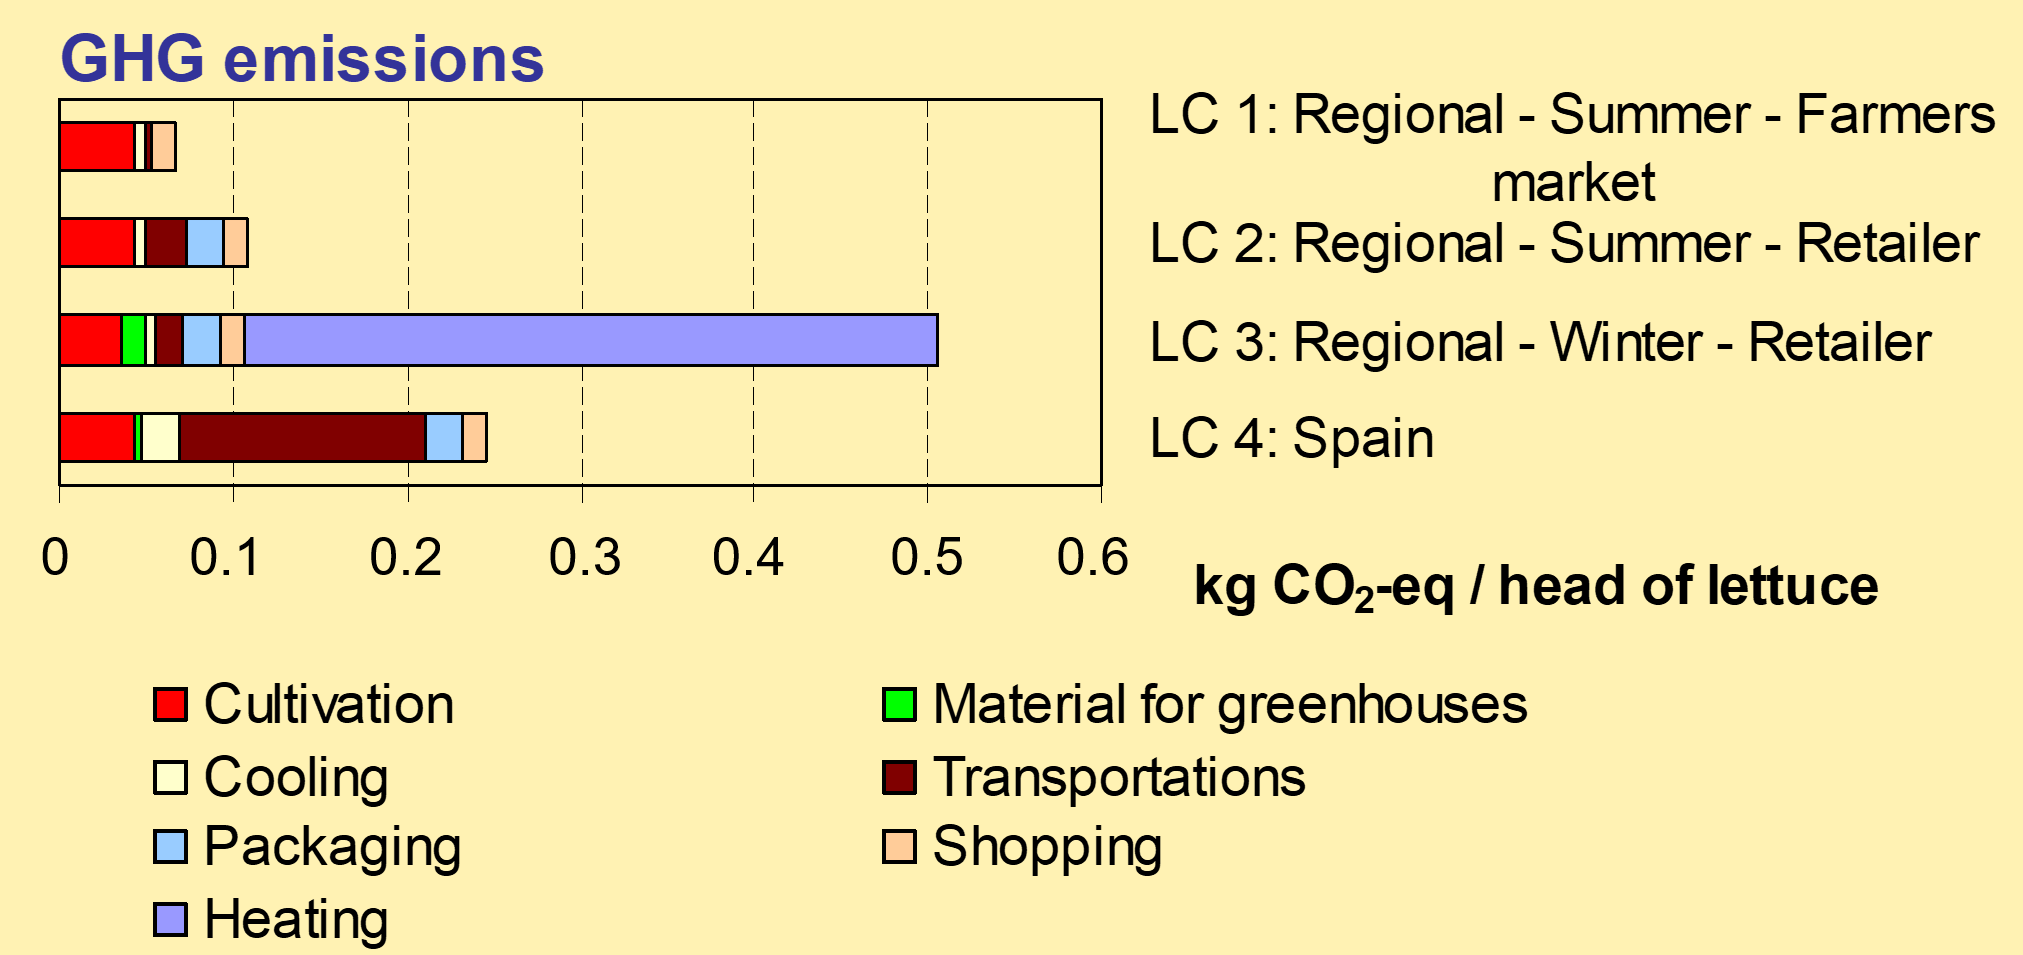 GHG emissions
LC 1: Regional - Summer - Farmers
market
LC 2: Regional - Summer - Retailer
LC 3: Regional - Winter - Retailer
LC 4: Spain
0 0.1 0.2 0.3 0.4 0.5 0.6
kg CO₂-eq / head of lettuce
Cultivation Material for greenhouses
Cooling Transportations
Packaging Shopping
Heating